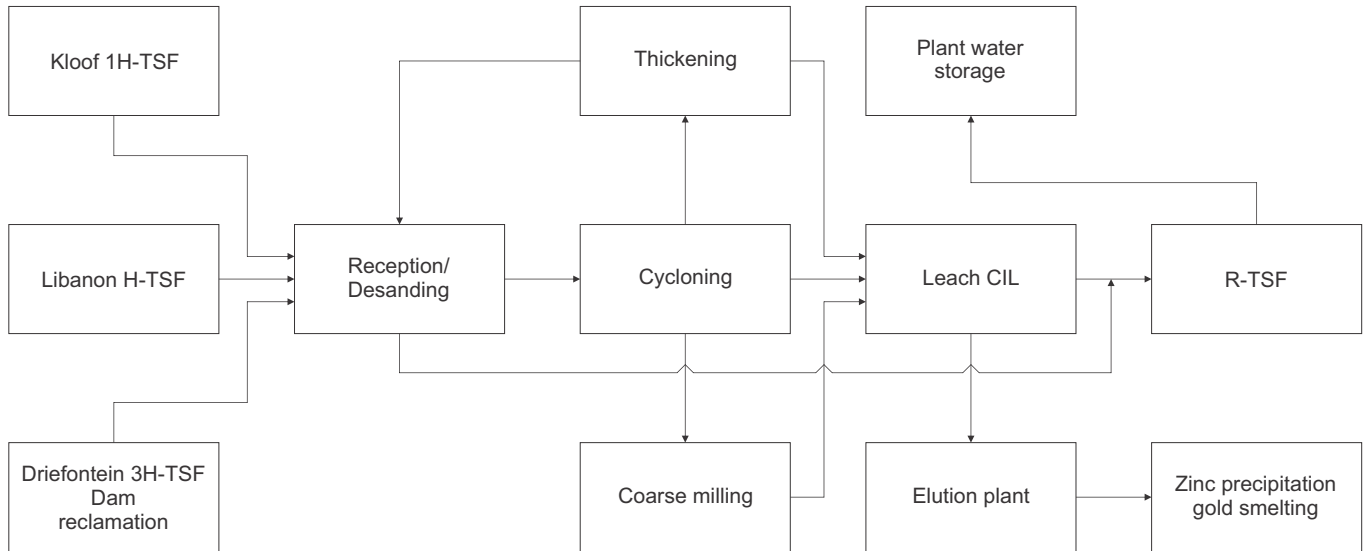 Kloof 1H-TSF
Thickening
Plant water
storage
Libanon H-TSF
Reception/
Desanding
Cycloning
Leach CIL
R-TSF
Driefontein 3H-TSF
Dam
reclamation
Coarse milling
Elution plant
Zinc precipitation
gold smelting